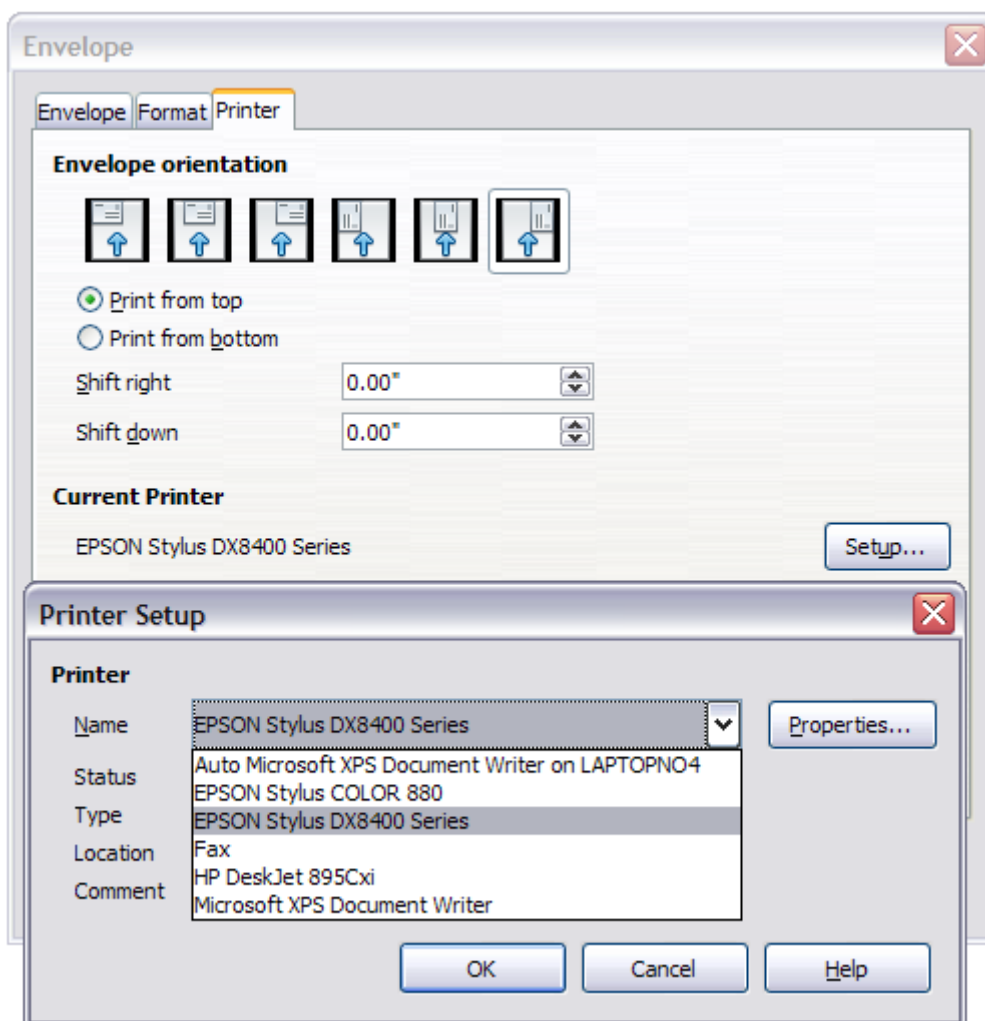 Envelope
Envelope Format Printer
Envelope orientation
Print from top
Print from bottom
Shift right 0.00"
Shift down 0.00"
Current Printer
EPSON Stylus DX8400 Series Setup...
Printer Setup
Printer
Name EPSON Stylus DX8400 Series Properties...
Auto Microsoft XPS Document Writer on LAPTOPNO4
Status EPSON Stylus COLOR 880
Type EPSON Stylus DX8400 Series
Location Fax
HP DeskJet 895Cxi
Comment Microsoft XPS Document Writer
OK Cancel Help